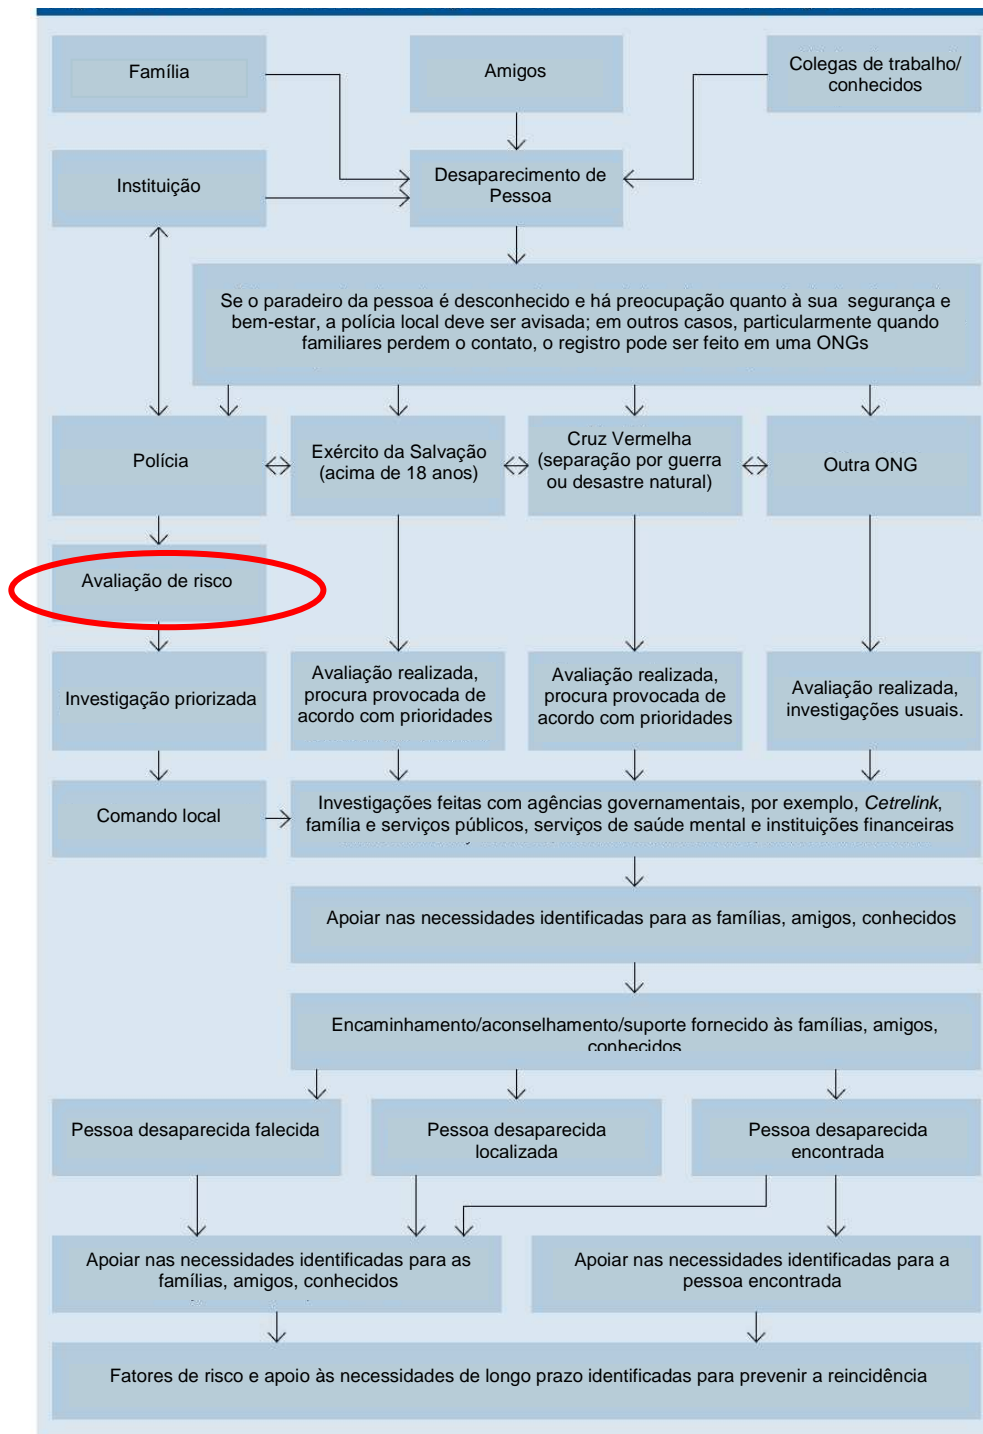 Família
Amigos
Colegas de trabalho/
conhecidos
Instituição
Desaparecimento de
Pessoa
Se o paradeiro da pessoa é desconhecido e há preocupação quanto à sua segurança e
bem-estar, a polícia local deve ser avisada; em outros casos, particularmente quando
familiares perdem o contato, o registro pode ser feito em uma ONGs
Polícia
Exército da Salvação
(acima de 18 anos)
Cruz Vermelha
(separação por guerra
ou desastre natural)
Outra ONG
Avaliação de risco
Investigação priorizada
Avaliação realizada,
procura provocada de
acordo com prioridades
Avaliação realizada,
procura provocada de
acordo com prioridades
Avaliação realizada,
investigações usuais.
Comando local
Investigações feitas com agências governamentais, por exemplo, Cetrelink,
família e serviços públicos, serviços de saúde mental e instituições financeiras
Apoiar nas necessidades identificadas para as famílias, amigos, conhecidos
Encaminhamento/aconselhamento/suporte fornecido às famílias, amigos,
conhecidos
Pessoa desaparecida falecida
Pessoa desaparecida
localizada
Pessoa desaparecida
encontrada
Apoiar nas necessidades identificadas para as
famílias, amigos, conhecidos
Apoiar nas necessidades identificadas para a
pessoa encontrada
Fatores de risco e apoio às necessidades de longo prazo identificadas para prevenir a reincidência